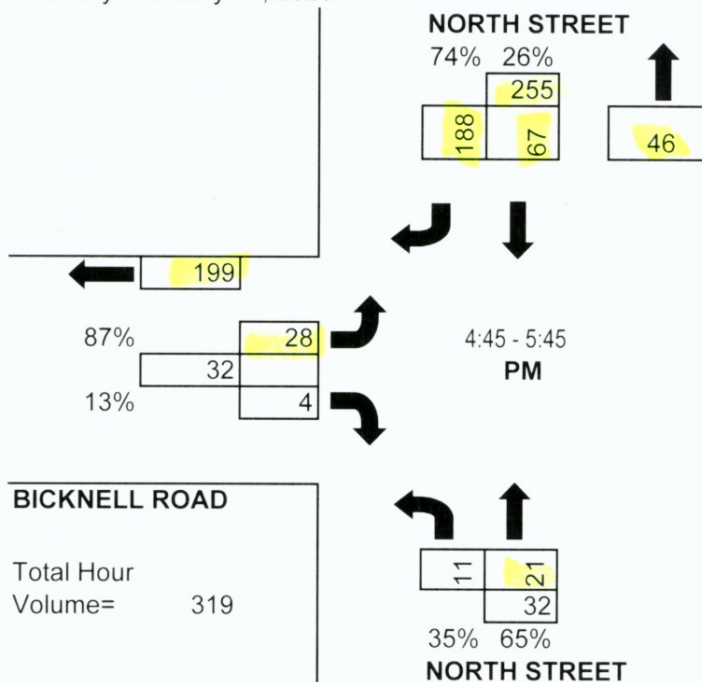 NORTH STREET
74% 26%
255
188 67 46
199
87% 28
32
13% 4
4:45 - 5:45
PM
BICKNELL ROAD
Total Hour
Volume= 319
11 21
32
35% 65%
NORTH STREET